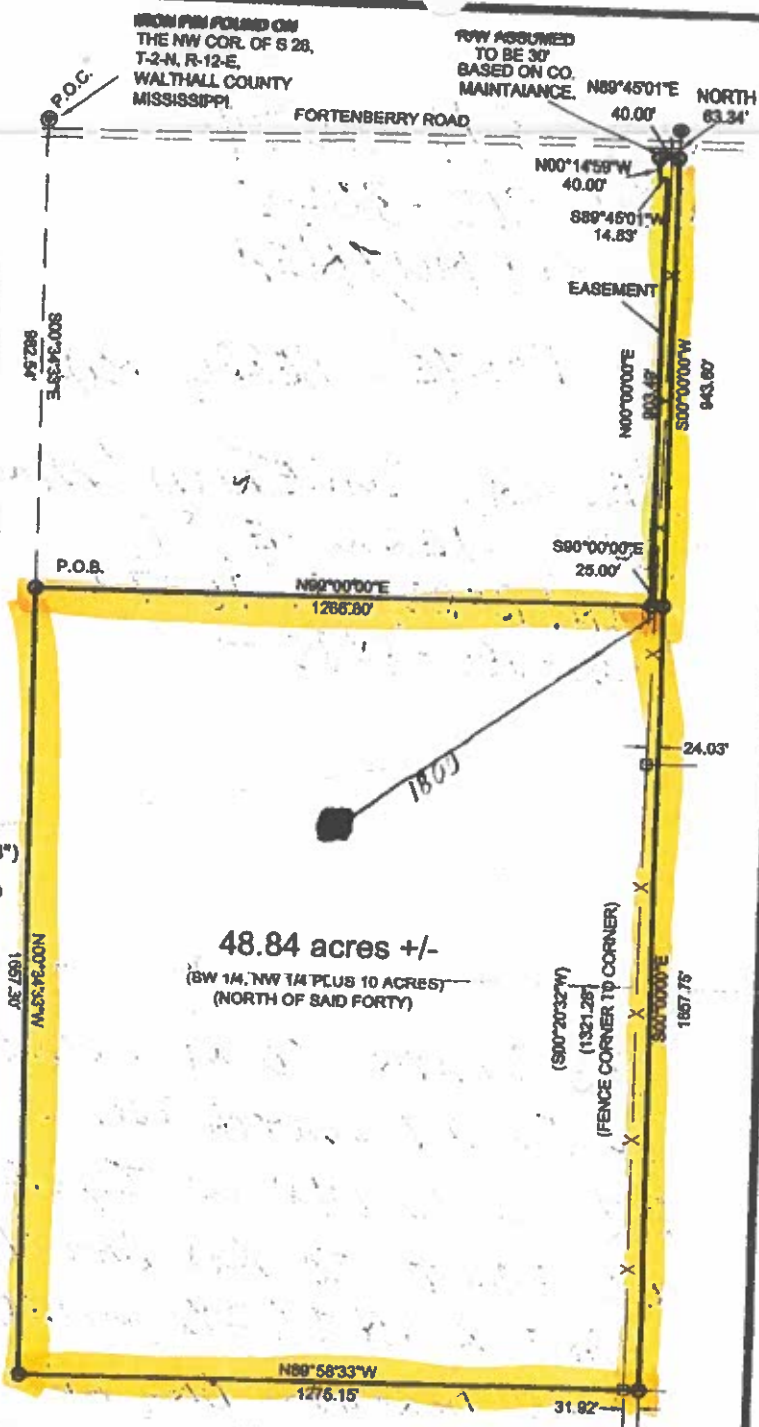 IRON PIN FOUND ON
THE NW COR. OF S 28,
T-2-N, R-12-E,
WALTHALL COUNTY
MISSISSIPPI.
P.O.C.
R/W ASSUMED
TO BE 30'
BASED ON CO.
MAINTAIANCE.
N89°45'01"E
40.00'
NORTH
63.34'
FORTENBERRY ROAD
N00°14'59"W
40.00'
S89°45'01"W
14.83'
EASEMENT
S00°34'33"E
982.54'
N00°00'00"E
903.49'
S00°00'00"W
943.60'
S90°00'00"E
25.00'
P.O.B.
N90°00'00"E
1266.80'
24.03'
N00°34'33"W
1667.30'
48.84 acres +/-
(SW 1/4, NW 1/4 PLUS 10 ACRES)
(NORTH OF SAID FORTY)
(S00°20'32"W)
(1321.28')
(FENCE CORNER TO CORNER)
S00°00'00"E
1667.75'
N89°58'33"W
1275.15'
31.92'